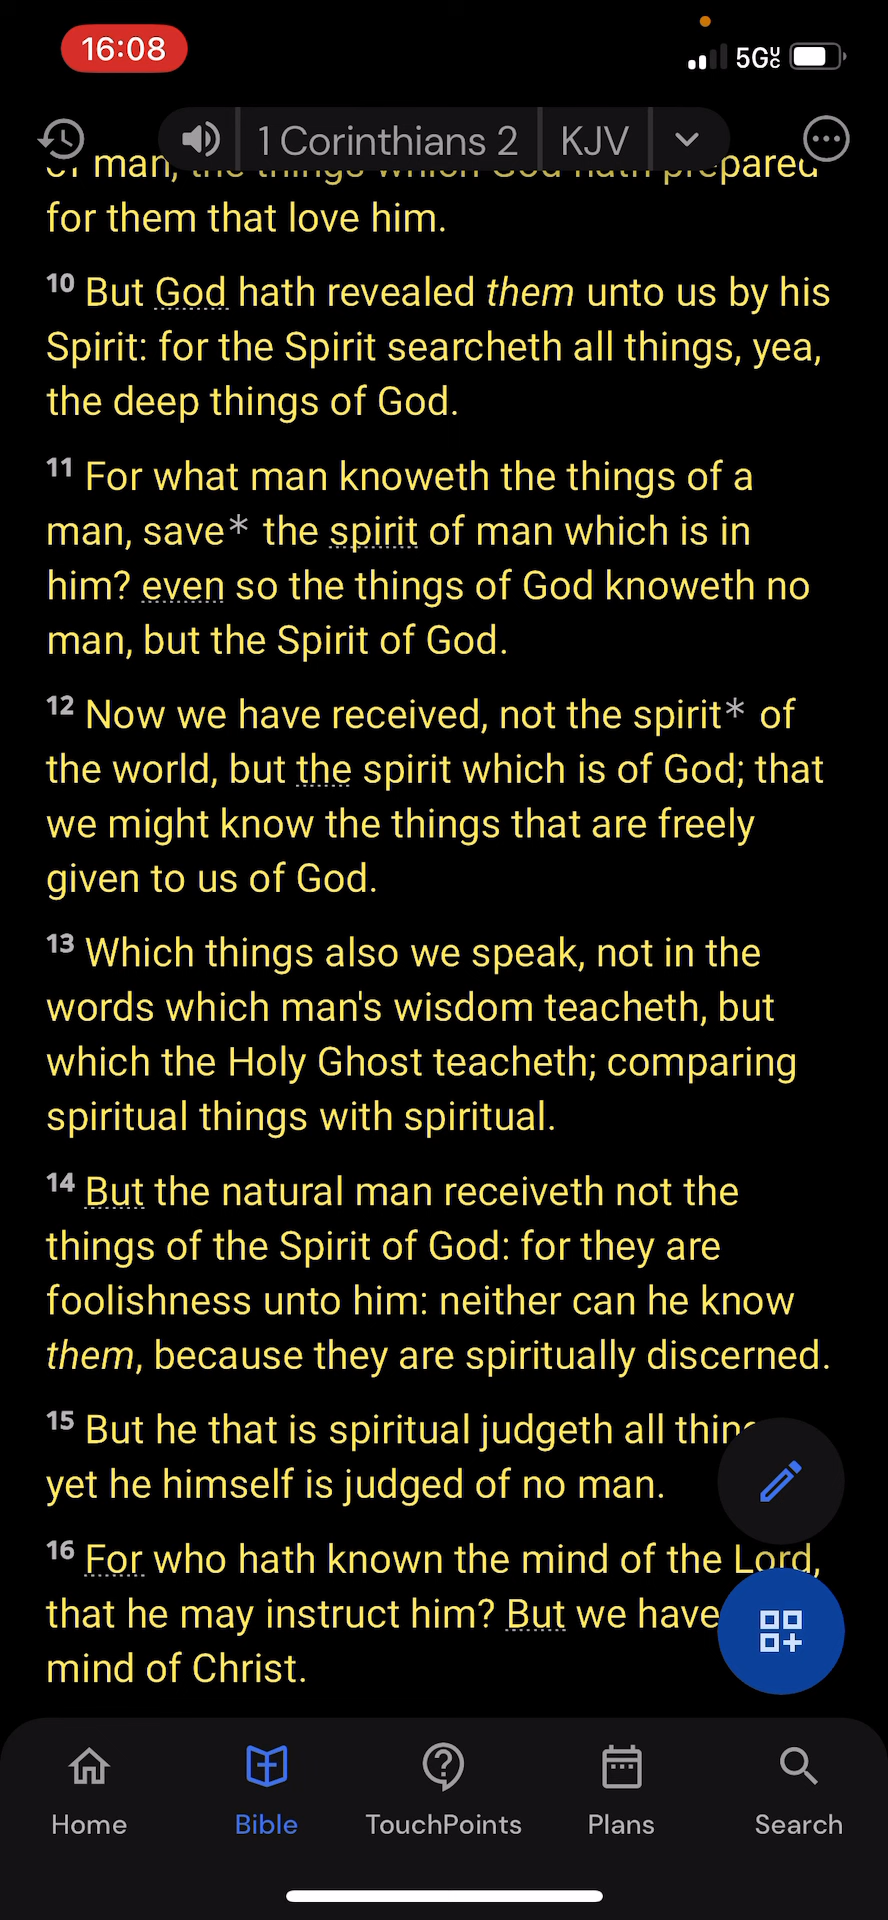 16:08
5G
1 Corinthians 2 KJV
of man, the things which God hath prepared
for them that love him.
10 But God hath revealed them unto us by his
Spirit: for the Spirit searcheth all things, yea,
the deep things of God.
11 For what man knoweth the things of a
man, save* the spirit of man which is in
him? even so the things of God knoweth no
man, but the Spirit of God.
12 Now we have received, not the spirit* of
the world, but the spirit which is of God; that
we might know the things that are freely
given to us of God.
13 Which things also we speak, not in the
words which man's wisdom teacheth, but
which the Holy Ghost teacheth; comparing
spiritual things with spiritual.
14 But the natural man receiveth not the
things of the Spirit of God: for they are
foolishness unto him: neither can he know
them, because they are spiritually discerned.
15 But he that is spiritual judgeth all
yet he himself is judged of no man.
16 For who hath known the mind of the Lord,
that he may instruct him? But we have
mind of Christ.
Home
Bible
TouchPoints
Plans
Search